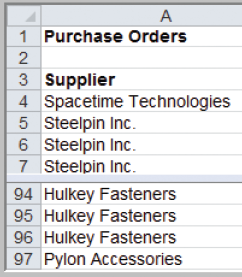 A
1 Purchase Orders
2
3 Supplier
4 Spacetime Technologies
5 Steelpin Inc.
6 Steelpin Inc.
7 Steelpin Inc.
94 Hulkey Fasteners
95 Hulkey Fasteners
96 Hulkey Fasteners
97 Pylon Accessories